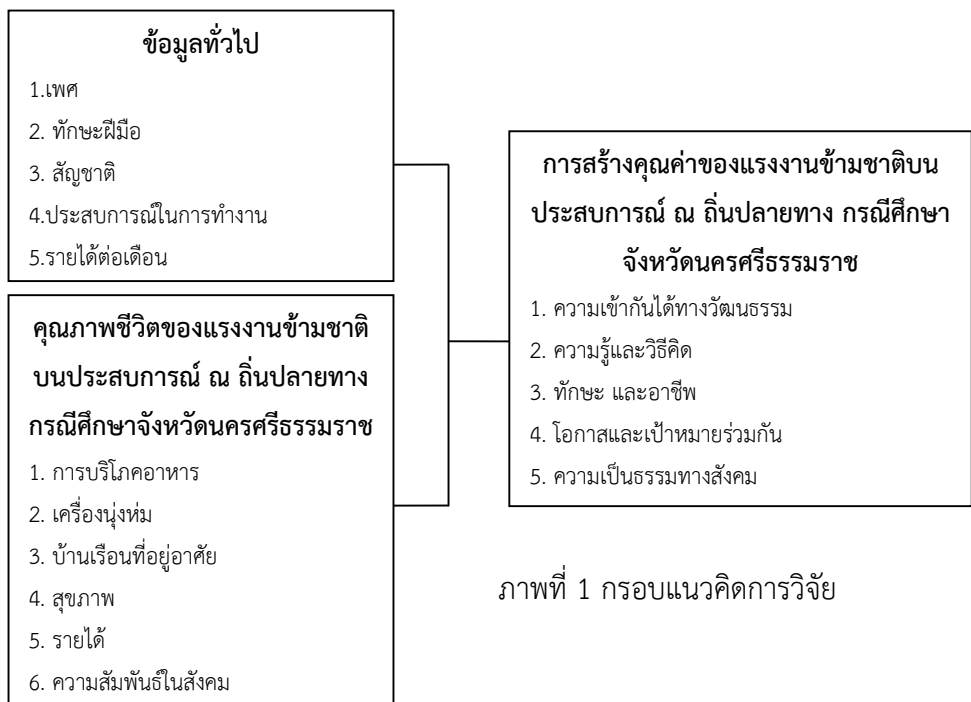 ข้อมูลทั่วไป
1.เพศ
2. ทักษะฝีมือ
3. สัญชาติ
4.ประสบการณ์ในการทำงาน
5.รายได้ต่อเดือน
คุณภาพชีวิตของแรงงานข้ามชาติ
บนประสบการณ์ ณ ถิ่นปลายทาง
กรณีศึกษาจังหวัดนครศรีธรรมราช
1. การบริโภคอาหาร
2. เครื่องนุ่งห่ม
3. บ้านเรือนที่อยู่อาศัย
4. สุขภาพ
5. รายได้
6. ความสัมพันธ์ในสังคม
การสร้างคุณค่าของแรงงานข้ามชาติบน
ประสบการณ์ ณ ถิ่นปลายทาง กรณีศึกษา
จังหวัดนครศรีธรรมราช
1. ความเข้ากันได้ทางวัฒนธรรม
2. ความรู้และวิธีคิด
3. ทักษะ และอาชีพ
4. โอกาสและเป้าหมายร่วมกัน
5. ความเป็นธรรมทางสังคม
ภาพที่ 1 กรอบแนวคิดการวิจัย